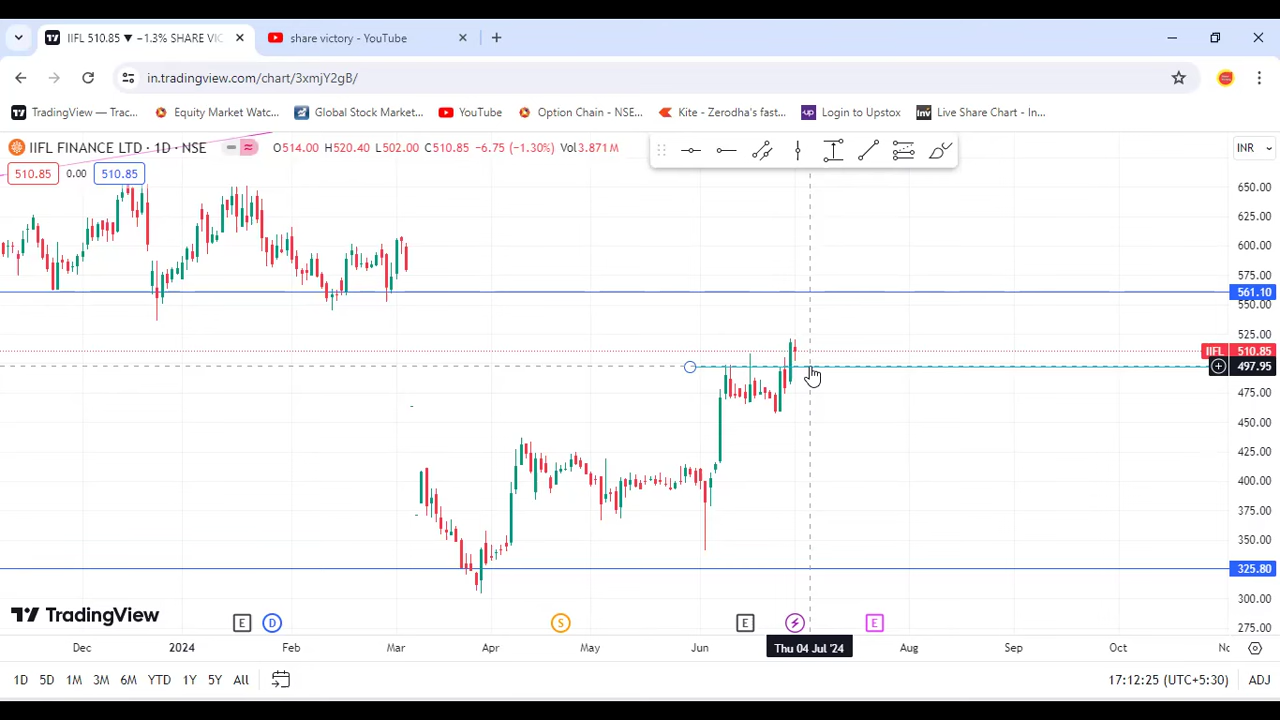 IIFL 510.85 ▼ −1.3% SHARE VIC
share victory - YouTube
in.tradingview.com/chart/3xmjY2gB/
TradingView — Trac... Equity Market Watc... Global Stock Market... YouTube Option Chain - NSE... Kite - Zerodha's fast... Login to Upstox Live Share Chart - In...
IIFL FINANCE LTD · 1D · NSE O514.00 H520.40 L502.00 C510.85 −6.75 (−1.30%) Vol3.871M INR
510.85 0.00 510.85
650.00
625.00
600.00
575.00
561.10
550.00
525.00
IIFL 510.85
497.95
475.00
450.00
425.00
400.00
375.00
350.00
325.80
300.00
TradingView
E D S E E
275.00
Dec 2024 Feb Mar Apr May Jun Thu 04 Jul '24 Aug Sep Oct Nc
1D 5D 1M 3M 6M YTD 1Y 5Y All 17:12:25 (UTC+5:30) ADJ